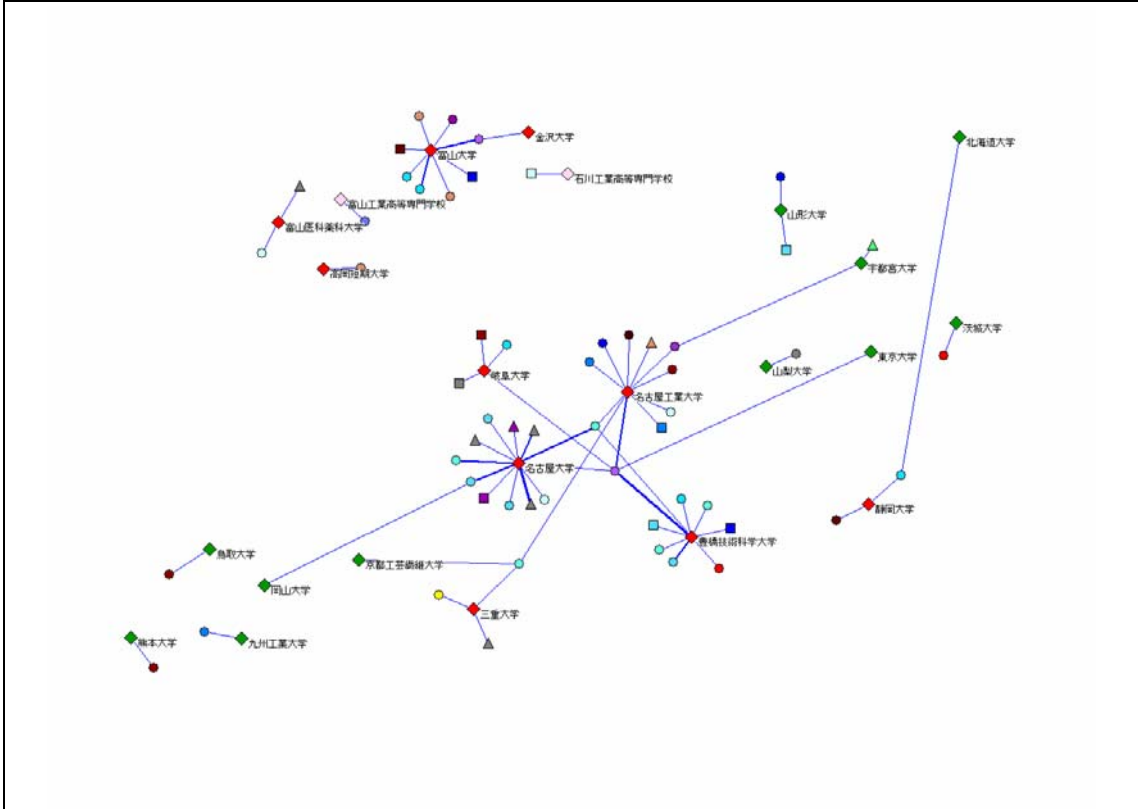 金沢大学
北海道大学
富山大学
石川工業高等専門学校
富山工業高等専門学校
山形大学
富山医科薬科大学
宇都宮大学
高岡短期大学
茨城大学
東京大学
山梨大学
岐阜大学
名古屋工業大学
名古屋大学
静岡大学
豊橋技術科学大学
鳥取大学
京都工芸繊維大学
岡山大学
三重大学
熊本大学
九州工業大学